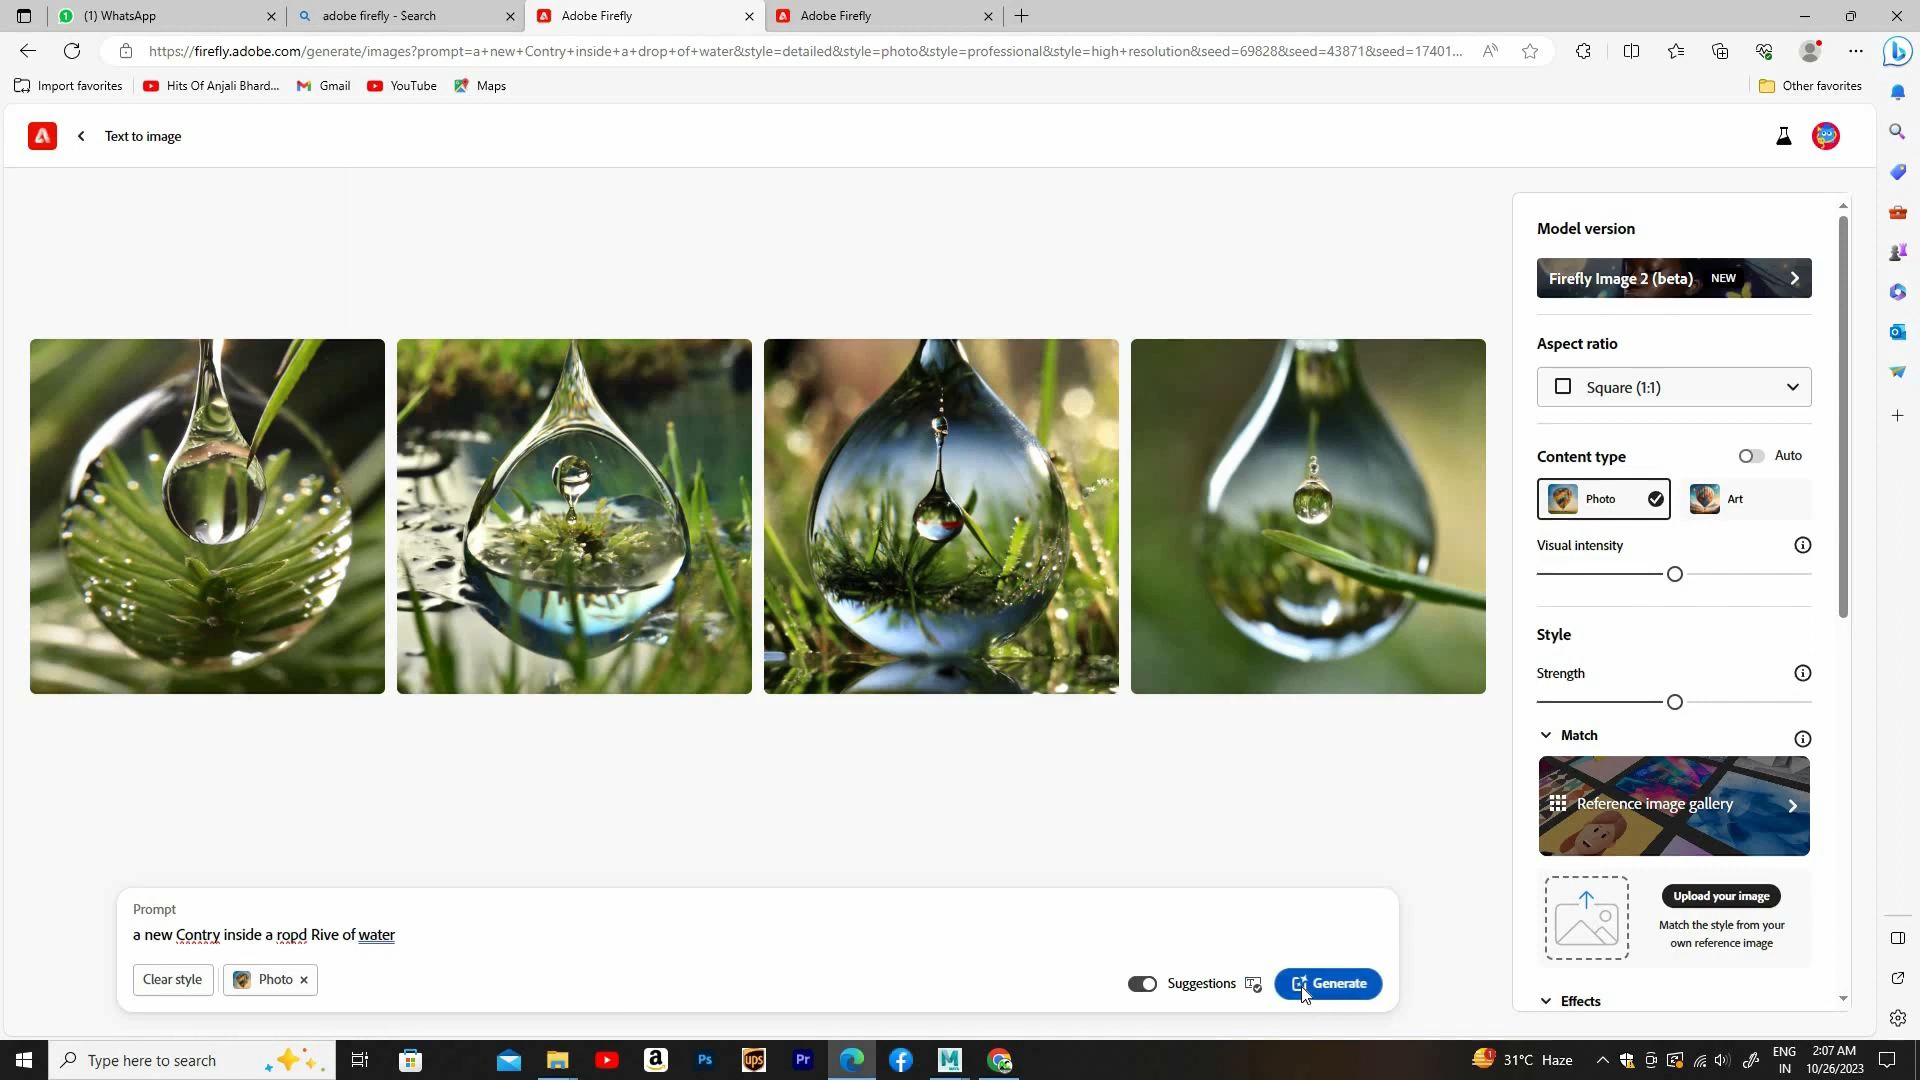 (1) WhatsApp
adobe firefly - Search
Adobe Firefly
Adobe Firefly
https://firefly.adobe.com/generate/images?prompt=a+new+Contry+inside+a+drop+of+water&style=detailed&style=photo&style=professional&style=high+resolution&seed=69828&seed=43871&seed=17401...
Import favorites
Hits Of Anjali Bhard...
Gmail
YouTube
Maps
Other favorites
Text to image
Model version
Firefly Image 2 (beta) NEW
Aspect ratio
Square (1:1)
Content type
Auto
Photo
Art
Visual intensity
Style
Strength
Match
Reference image gallery
Upload your image
Match the style from your
own reference image
Effects
Prompt
a new Contry inside a ropd Rive of water
Clear style
Photo
Suggestions
Generate
Type here to search
Ps
ups
Pr
M
31°C Haze
ENG
IN
2:07 AM
10/26/2023